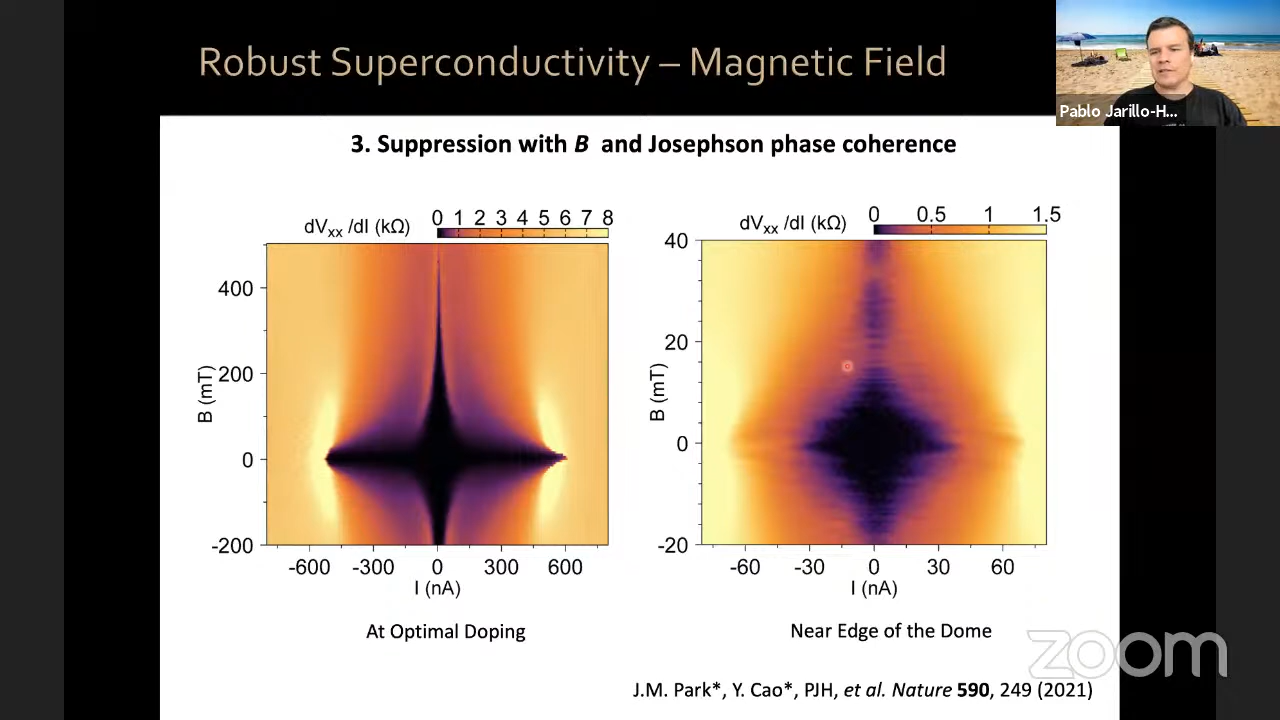 Robust Superconductivity – Magnetic Field
Pablo Jarillo-H...
3. Suppression with B and Josephson phase coherence
dVxx /dI (kΩ)
0 1 2 3 4 5 6 7 8
400
200
0
-200
B (mT)
-600 -300 0 300 600
I (nA)
At Optimal Doping
dVxx /dI (kΩ)
0 0.5 1 1.5
40
20
0
-20
B (mT)
-60 -30 0 30 60
I (nA)
Near Edge of the Dome
zoom
J.M. Park*, Y. Cao*, PJH, et al. Nature 590, 249 (2021)